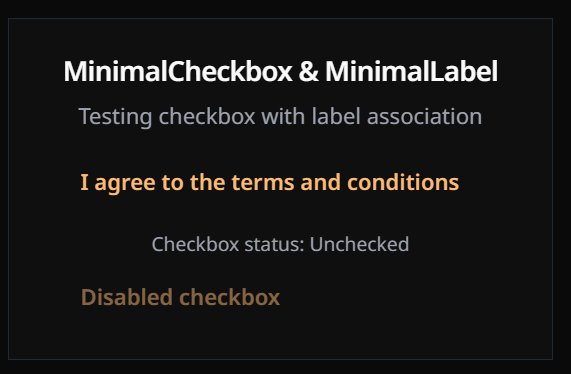 MinimalCheckbox & MinimalLabel
Testing checkbox with label association
I agree to the terms and conditions
Checkbox status: Unchecked
Disabled checkbox